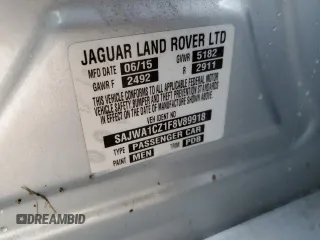 JAGUAR LAND ROVER LTD
MFD DATE 06/15 GVWR 5182
GAWR F 2492 R 2911
THIS VEHICLE CONFORMS TO ALL APPLICABLE FEDERAL MOTOR
VEHICLE SAFETY BUMPER AND THEFT PREVENTION STANDARDS
IN EFFECT ON THE DATE OF MANUFACTURE SHOWN ABOVE
VEH IDENT NO
SAJWA1CZ1F8V89918
TYPE PASSENGER CAR
PAINT MEN TRIM PDB
DREAMBID